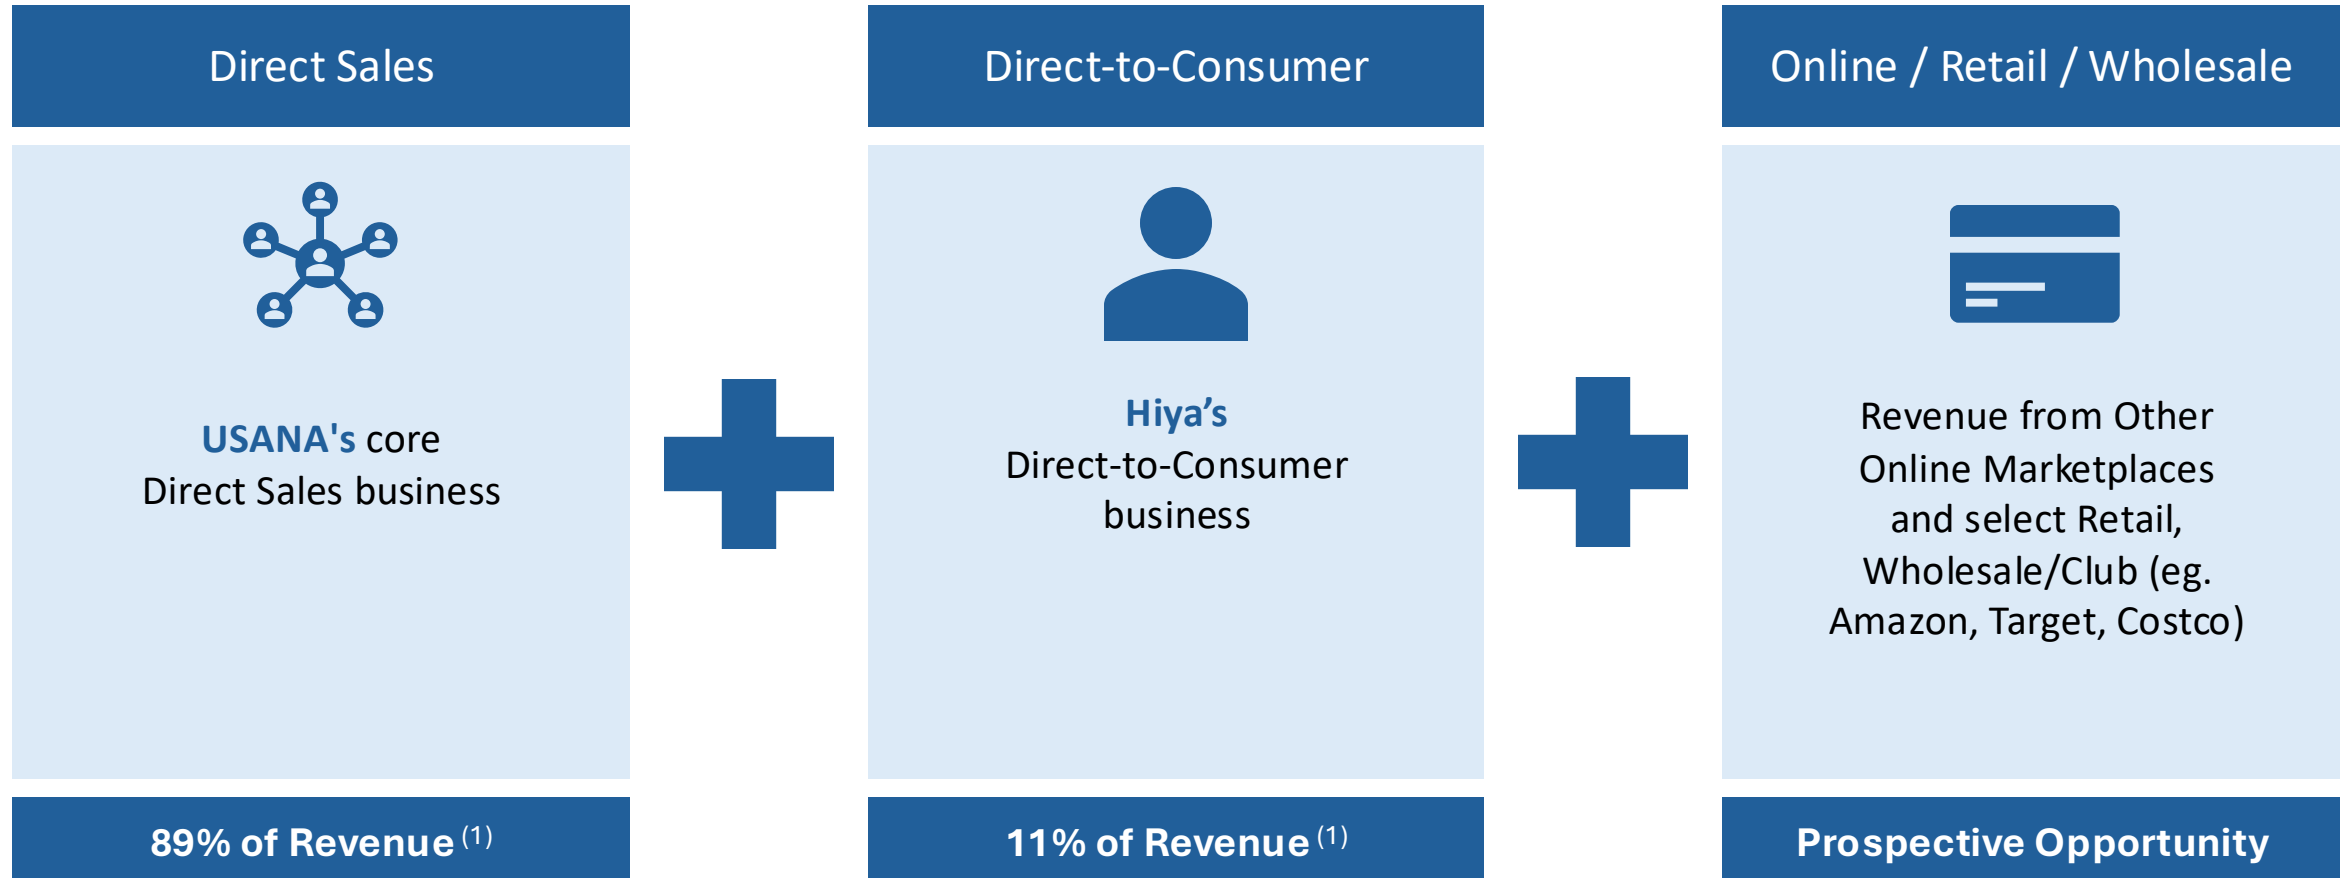 Direct Sales
USANA's core
Direct Sales business
89% of Revenue (1)
Direct-to-Consumer
Hiya’s
Direct-to-Consumer
business
11% of Revenue (1)
Online / Retail / Wholesale
Revenue from Other
Online Marketplaces
and select Retail,
Wholesale/Club (eg.
Amazon, Target, Costco)
Prospective Opportunity